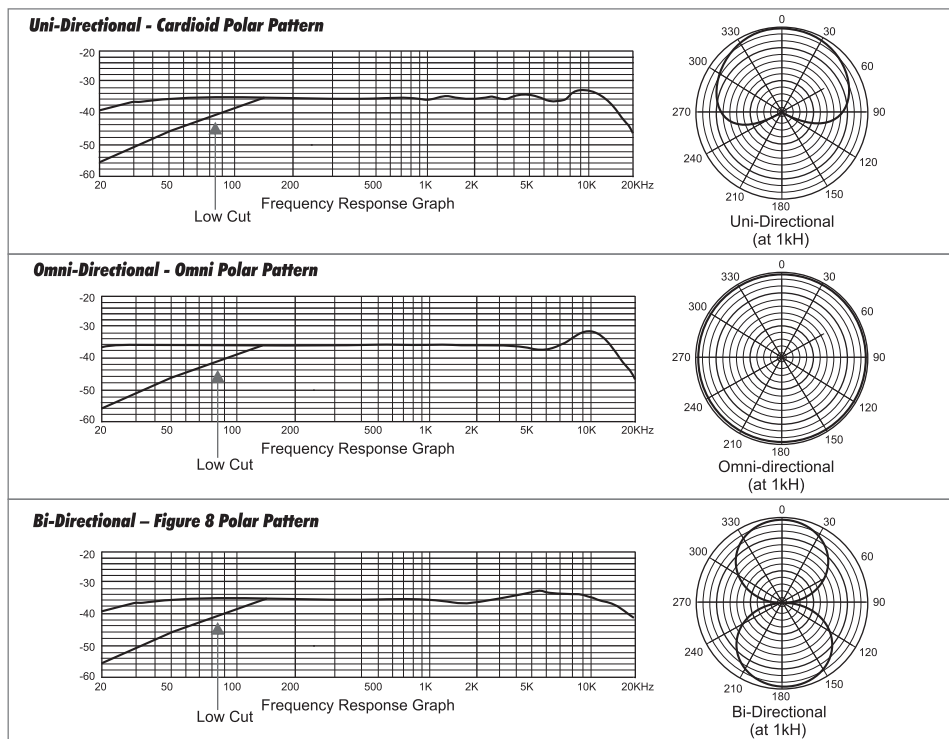 Uni-Directional - Cardioid Polar Pattern
-20
-30
-40
-50
-60
20 50 100 200 500 1K 2K 5K 10K 20KHz
Frequency Response Graph
Low Cut
0
330 30
300 60
270 90
240 120
210 150
180
Uni-Directional
(at 1kH)
Omni-Directional - Omni Polar Pattern
-20
-30
-40
-50
-60
20 50 100 200 500 1K 2K 5K 10K 20KHz
Frequency Response Graph
Low Cut
0
330 30
300 60
270 90
240 120
210 150
180
Omni-directional
(at 1kH)
Bi-Directional – Figure 8 Polar Pattern
-20
-30
-40
-50
-60
20 50 100 200 500 1K 2K 5K 10K 20KHz
Frequency Response Graph
Low Cut
0
330 30
300 60
270 90
240 120
210 150
180
Bi-Directional
(at 1kH)